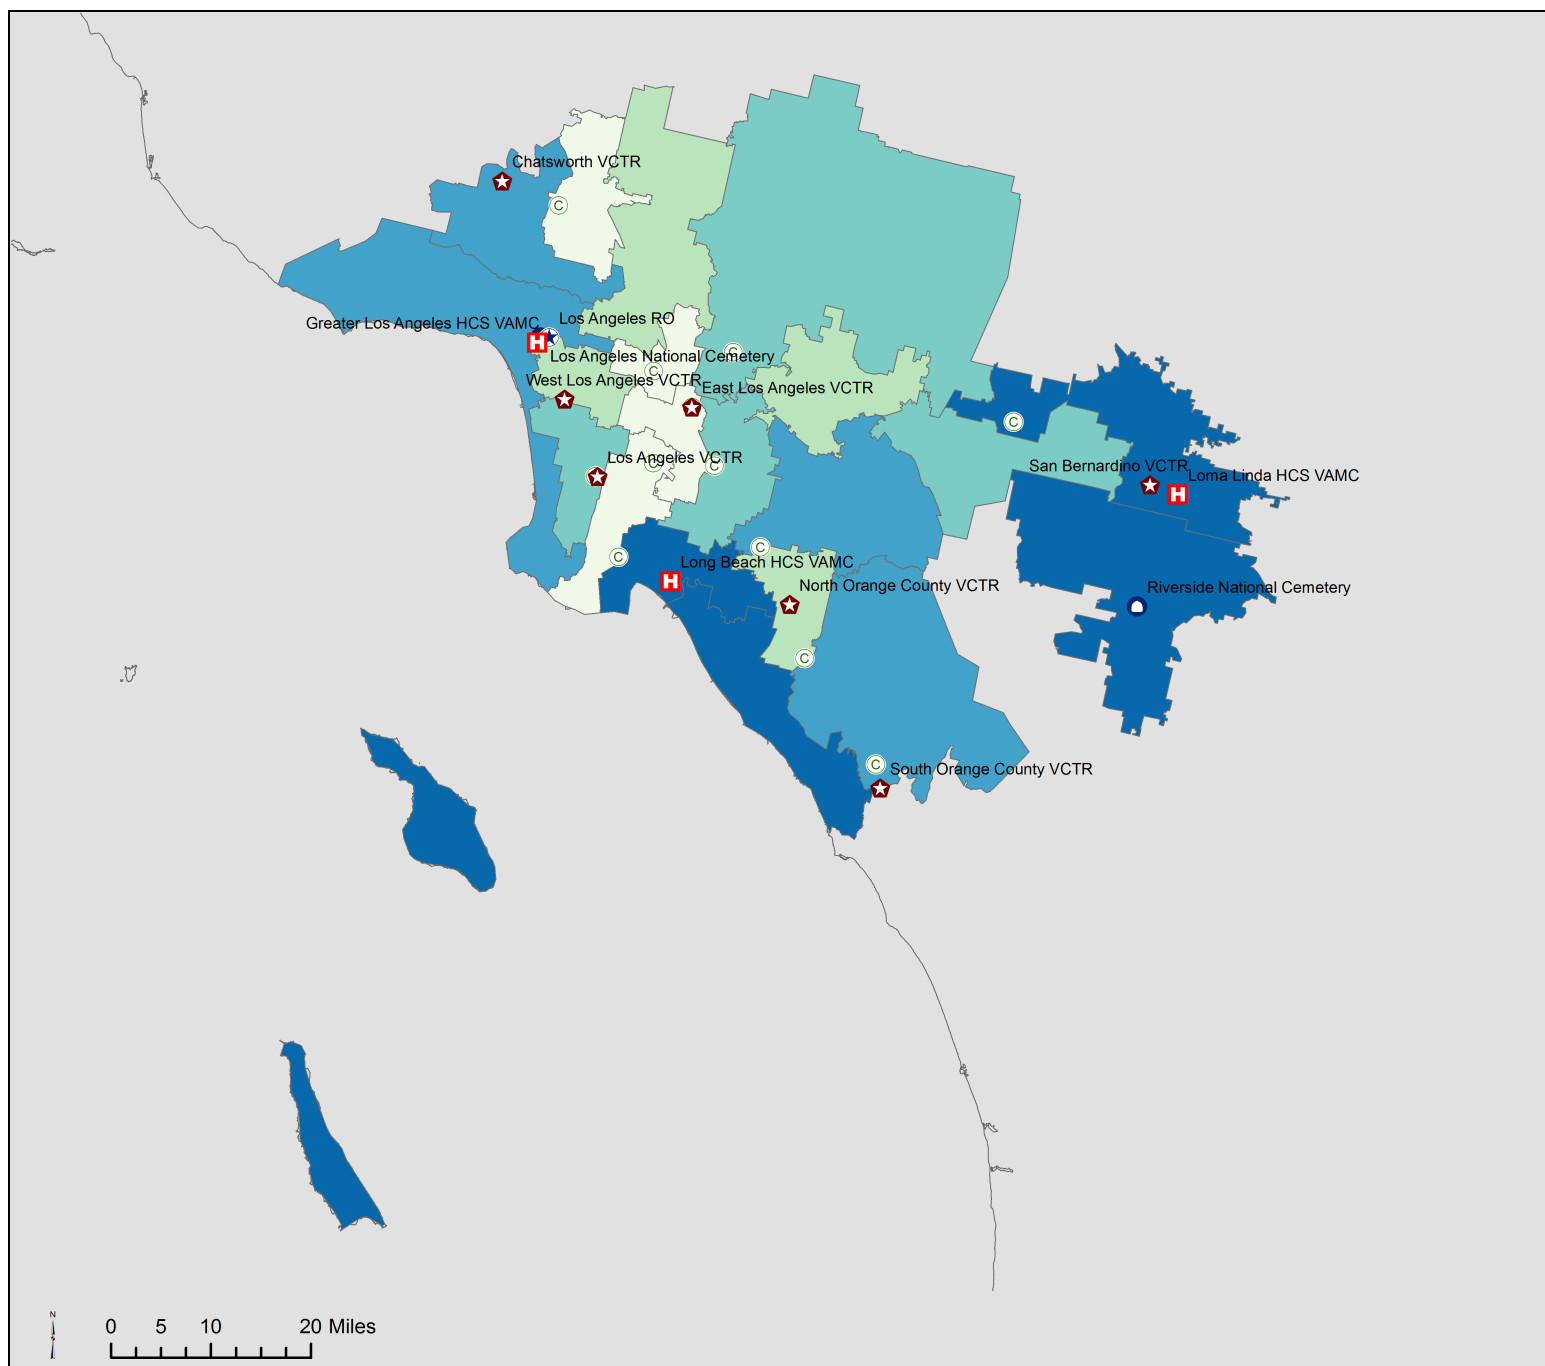 Chatsworth VCTR
C
Los Angeles RO
Greater Los Angeles HCS VAMC
H
Los Angeles National Cemetery
C
C
West Los Angeles VCTR
East Los Angeles VCTR
C
Los Angeles VCTR
C
C
San Bernardino VCTR
Loma Linda HCS VAMC
H
C
C
Long Beach HCS VAMC
H
North Orange County VCTR
Riverside National Cemetery
C
C
South Orange County VCTR
N
0 5 10 20 Miles